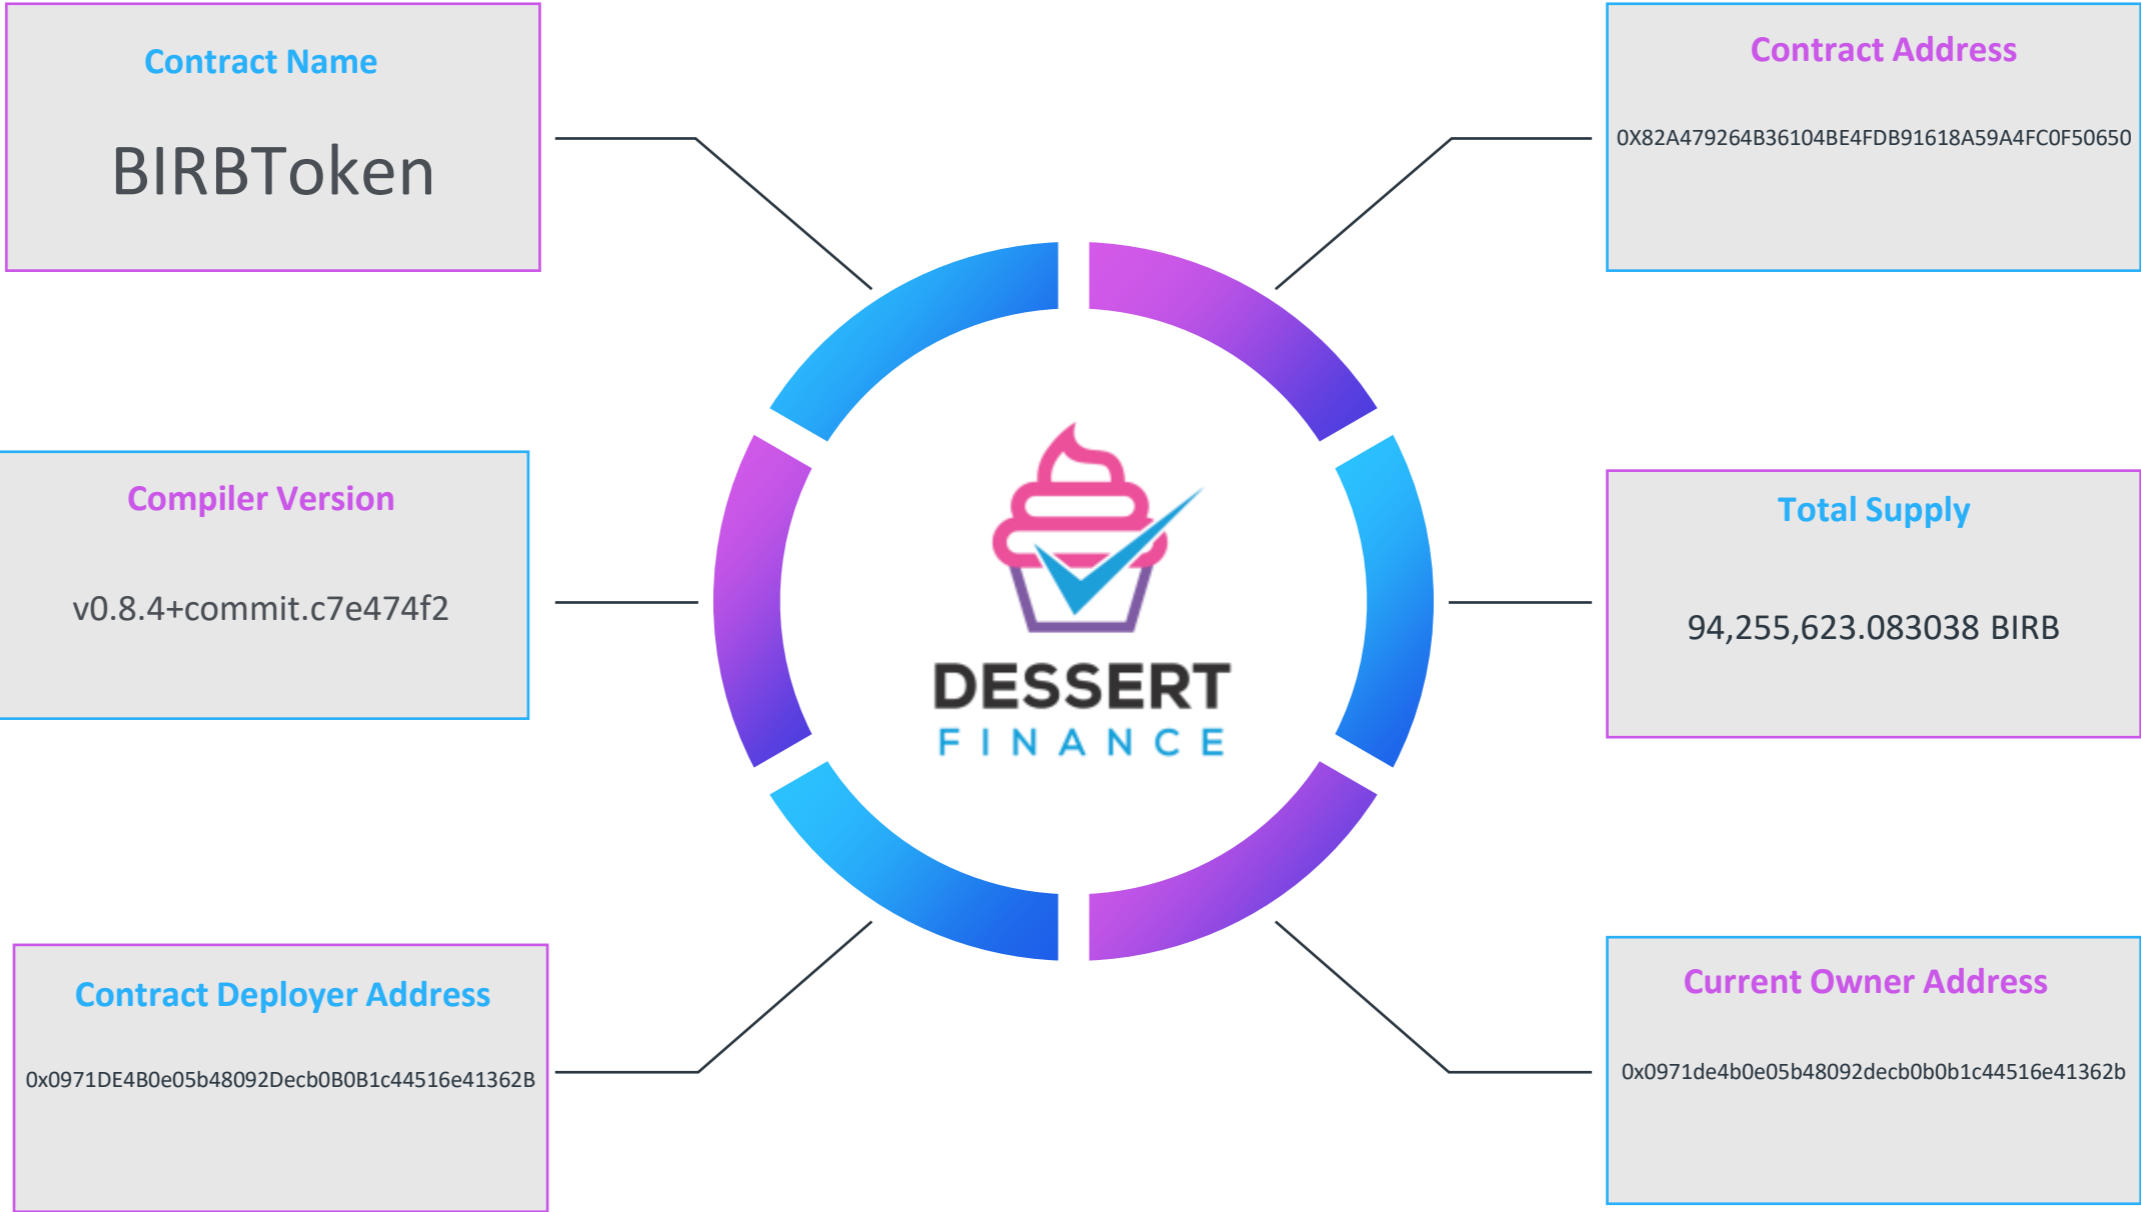 Contract Name
BIRBToken
Contract Address
0X82A479264B36104BE4FDB91618A59A4FC0F50650
Compiler Version
v0.8.4+commit.c7e474f2
Total Supply
94,255,623.083038 BIRB
DESSERT
FINANCE
Contract Deployer Address
0x0971DE4B0e05b48092Decb0B0B1c44516e41362B
Current Owner Address
0x0971de4b0e05b48092decb0b0b1c44516e41362b